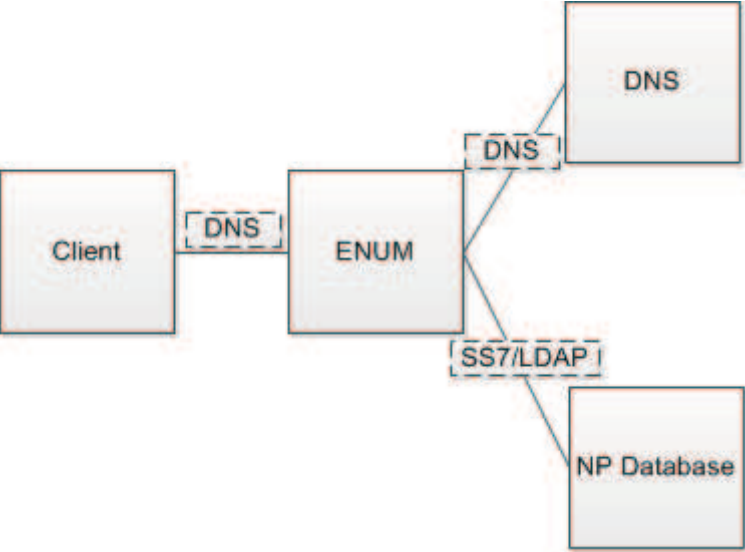 DNS
DNS
DNS
Client
ENUM
SS7/LDAP
NP Database